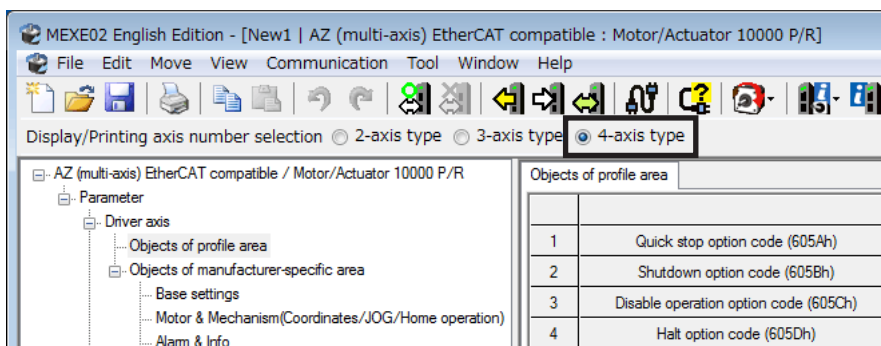 MEXE02 English Edition - [New1 | AZ (multi-axis) EtherCAT compatible : Motor/Actuator 10000 P/R]
File Edit Move View Communication Tool Window Help
Display/Printing axis number selection 2-axis type 3-axis type 4-axis type
AZ (multi-axis) EtherCAT compatible / Motor/Actuator 10000 P/R
Parameter
Driver axis
Objects of profile area
Objects of manufacturer-specific area
Base settings
Motor & Mechanism(Coordinates/JOG/Home operation)
Alarm & Info
Objects of profile area
1 Quick stop option code (605Ah)
2 Shutdown option code (605Bh)
3 Disable operation option code (605Ch)
4 Halt option code (605Dh)